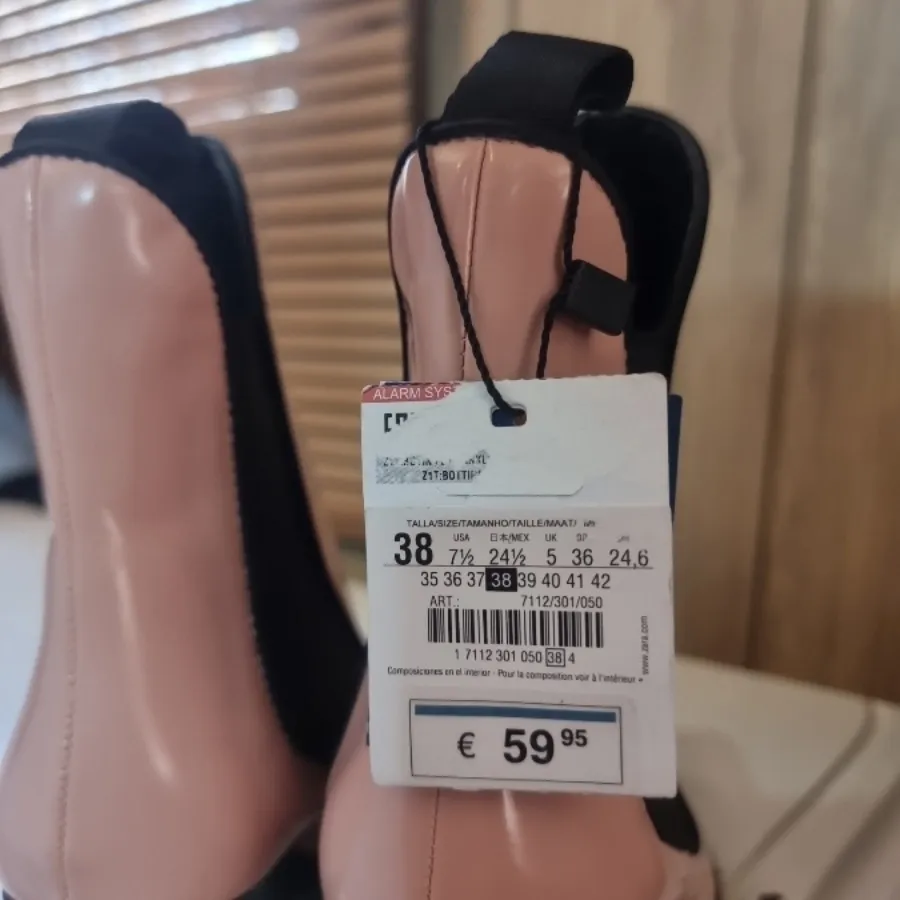 ALARM SYS
Z1T:BOTTI
TALLA/SIZE/TAMANHO/TAILLE/MAAT/
USA 日本/MEX UK
38 7½ 24½ 5 36 24,6
35 36 37 38 39 40 41 42
ART.: 7112/301/050
1 7112 301 050 38 4
www.zara.com
Composiciones en el interior - Pour la composition voir à l'intérieur
€ 59 95